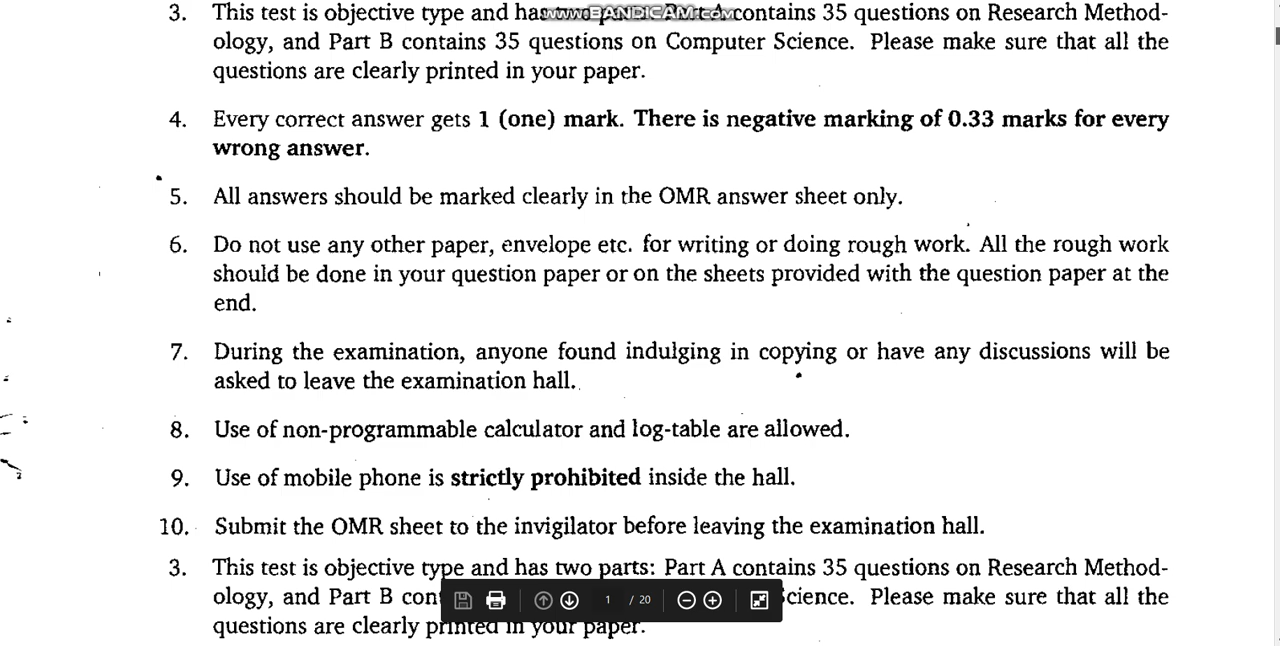 3. This test is objective type and has two parts: Part A contains 35 questions on Research Method-
www.BANDICAM.com
ology, and Part B contains 35 questions on Computer Science. Please make sure that all the
questions are clearly printed in your paper.
4. Every correct answer gets 1 (one) mark. There is negative marking of 0.33 marks for every
wrong answer.
5. All answers should be marked clearly in the OMR answer sheet only.
6. Do not use any other paper, envelope etc. for writing or doing rough work. All the rough work
should be done in your question paper or on the sheets provided with the question paper at the
end.
7. During the examination, anyone found indulging in copying or have any discussions will be
asked to leave the examination hall.
8. Use of non-programmable calculator and log-table are allowed.
9. Use of mobile phone is strictly prohibited inside the hall.
10. Submit the OMR sheet to the invigilator before leaving the examination hall.
3. This test is objective type and has two parts: Part A contains 35 questions on Research Method-
ology, and Part B con cience. Please make sure that all the
1 / 20
questions are clearly printed in your paper.